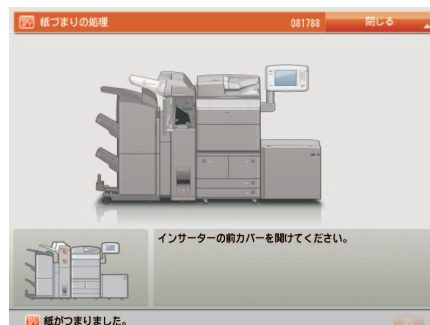 紙づまりの処理
081788
閉じる
インサーターの前カバーを開けてください。
紙がつまりました。